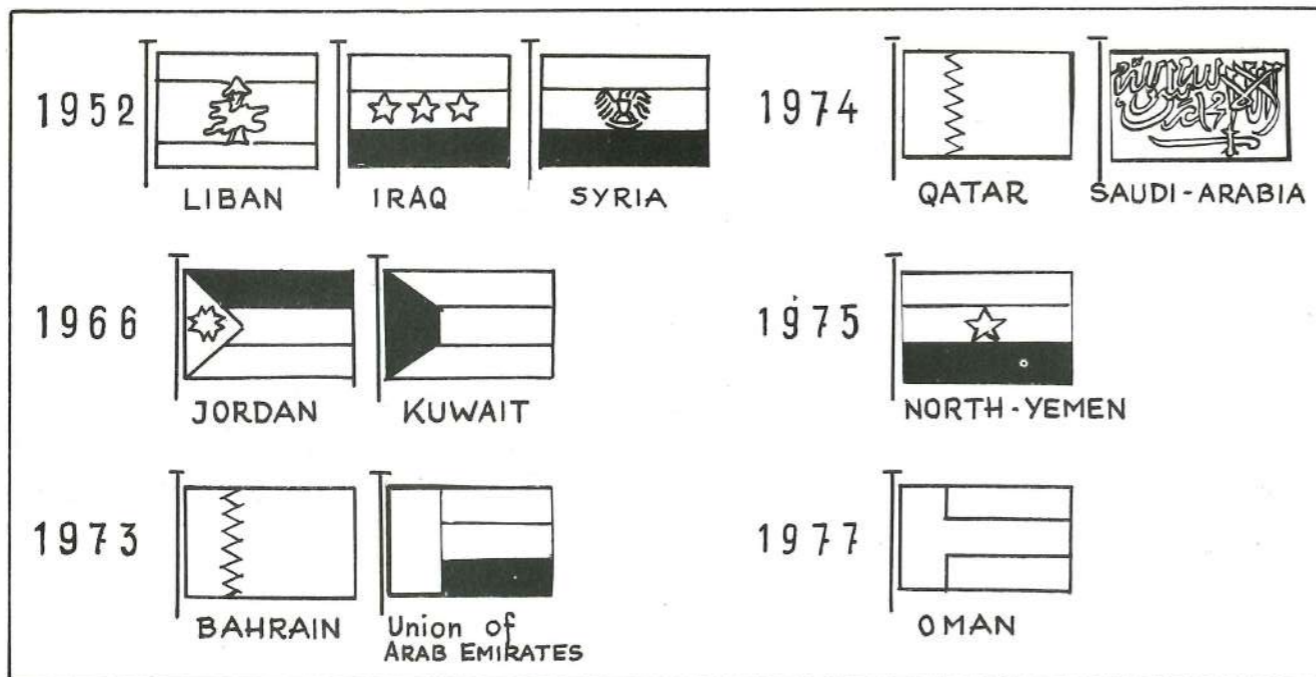 1952
LIBAN IRAQ SYRIA
1974
QATAR SAUDI-ARABIA
1966
JORDAN KUWAIT
1975
NORTH-YEMEN
1973
BAHRAIN Union of
ARAB EMIRATES
1977
OMAN